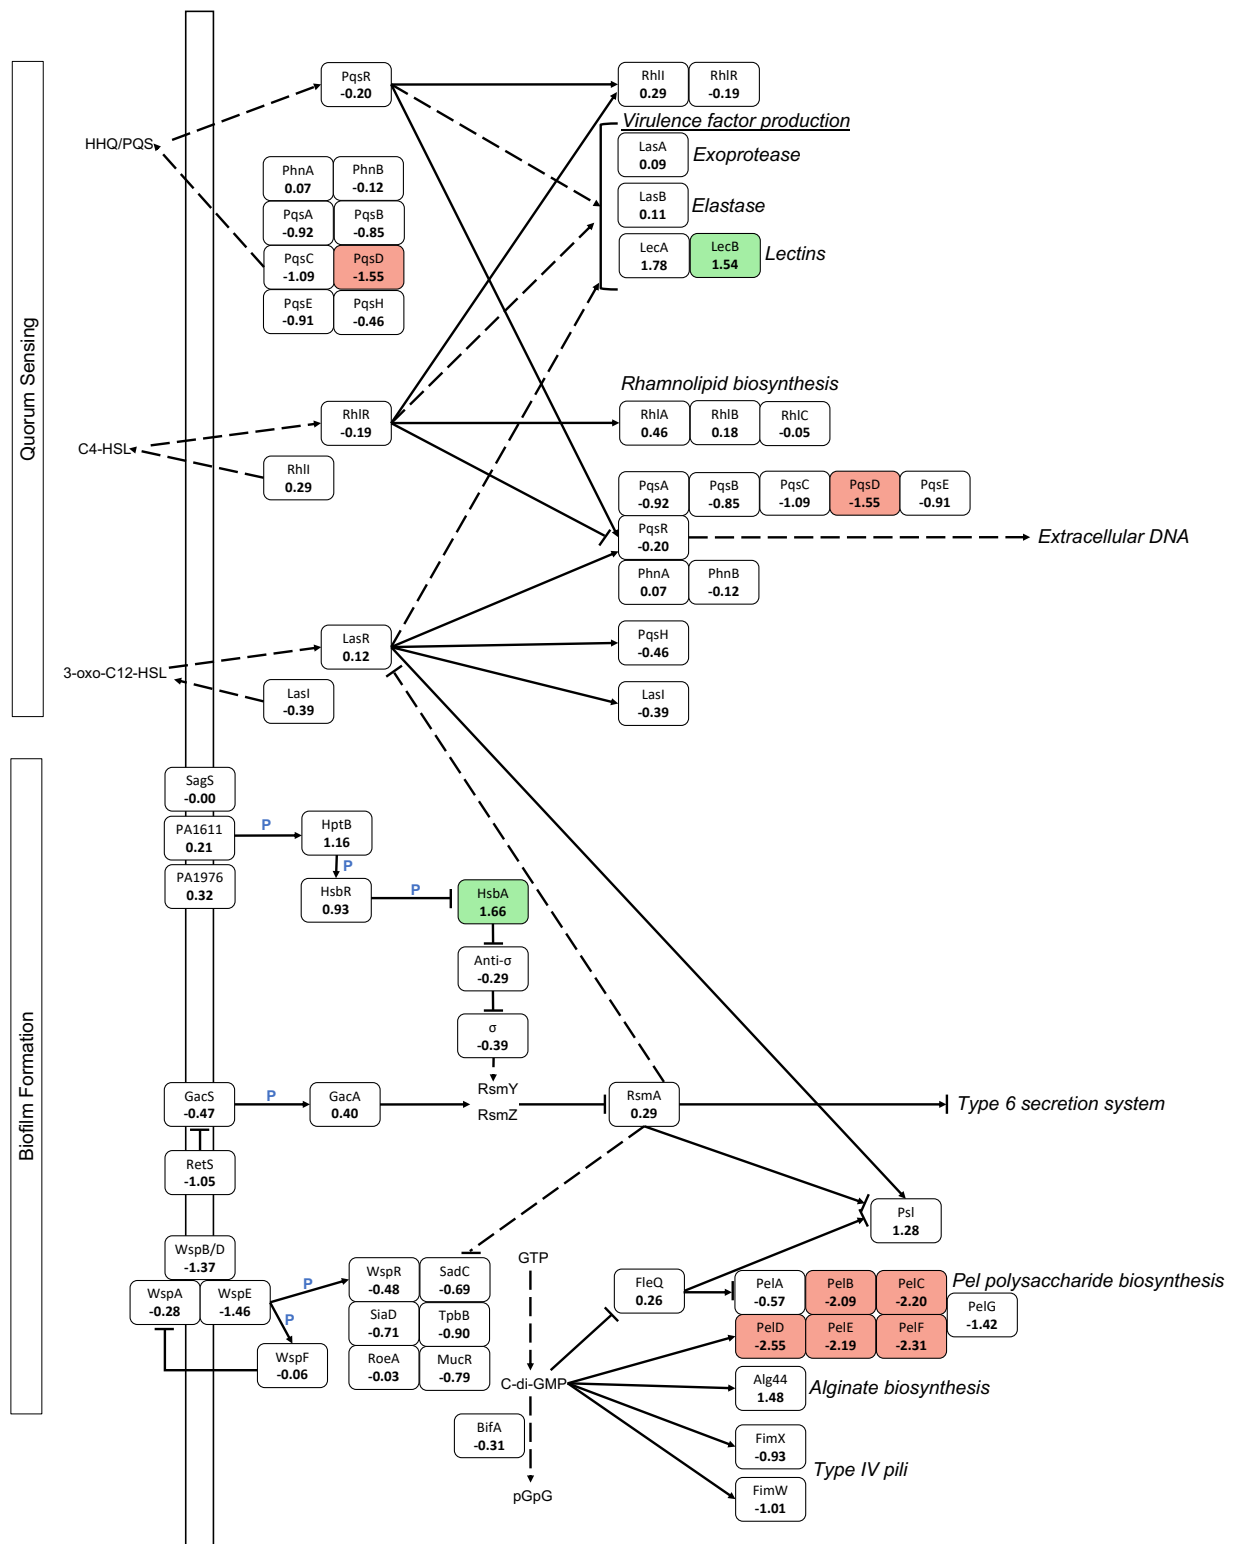 Quorum Sensing
HHQ/PQS
PqsR
-0.20
RhlI
0.29
RhlR
-0.19
Virulence factor production
LasA
0.09
Exoprotease
LasB
0.11
Elastase
LecA
1.78
LecB
1.54
Lectins
PhnA
0.07
PhnB
-0.12
PqsA
-0.92
PqsB
-0.85
PqsC
-1.09
PqsD
-1.55
PqsE
-0.91
PqsH
-0.46
C4-HSL
RhlR
-0.19
RhlI
0.29
Rhamnolipid biosynthesis
RhlA
0.46
RhlB
0.18
RhlC
-0.05
PqsA
-0.92
PqsB
-0.85
PqsC
-1.09
PqsD
-1.55
PqsE
-0.91
PqsR
-0.20
Extracellular DNA
PhnA
0.07
PhnB
-0.12
3-oxo-C12-HSL
LasR
0.12
LasI
-0.39
PqsH
-0.46
LasI
-0.39
Biofilm Formation
SagS
-0.00
PA1611
0.21
PA1976
0.32
P
HptB
1.16
P
HsbR
0.93
P
HsbA
1.66
Anti-σ
-0.29
σ
-0.39
RsmY
RsmZ
GacS
-0.47
P
GacA
0.40
RsmA
0.29
Type 6 secretion system
RetS
-1.05
Psl
1.28
WspB/D
-1.37
WspA
-0.28
WspE
-1.46
P
P
WspF
-0.06
WspR
-0.48
SadC
-0.69
SiaD
-0.71
TpbB
-0.90
RoeA
-0.03
MucR
-0.79
GTP
C-di-GMP
BifA
-0.31
pGpG
FleQ
0.26
Pel polysaccharide biosynthesis
PelA
-0.57
PelB
-2.09
PelC
-2.20
PelD
-2.55
PelE
-2.19
PelF
-2.31
PelG
-1.42
Alg44
1.48
Alginate biosynthesis
FimX
-0.93
Type IV pili
FimW
-1.01